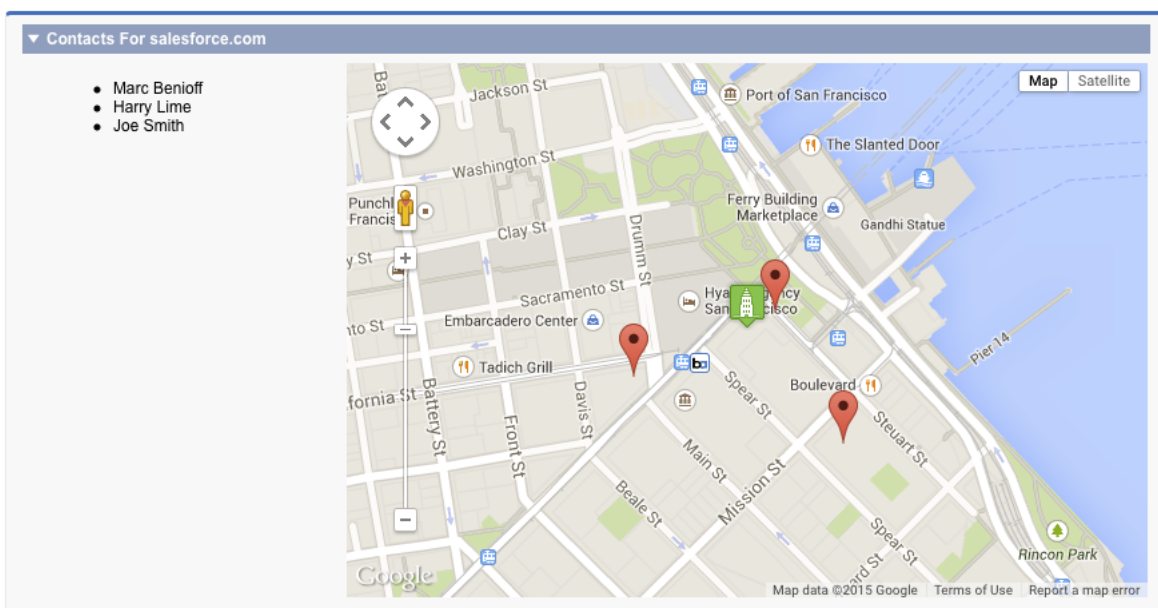 Contacts For salesforce.com
Marc Benioff
Harry Lime
Joe Smith
Map
Satellite
Jackson St
Port of San Francisco
The Slanted Door
Washington St
Ferry Building
Marketplace
Gandhi Statue
Clay St
Drumm St
Sacramento St
Embarcadero Center
Tadich Grill
Pier 14
Boulevard
Battery St
Front St
Davis St
Spear St
Steuart St
Main St
Mission St
Beale St
Spear St
Rincon Park
Google
Map data ©2015 Google
Terms of Use
Report a map error